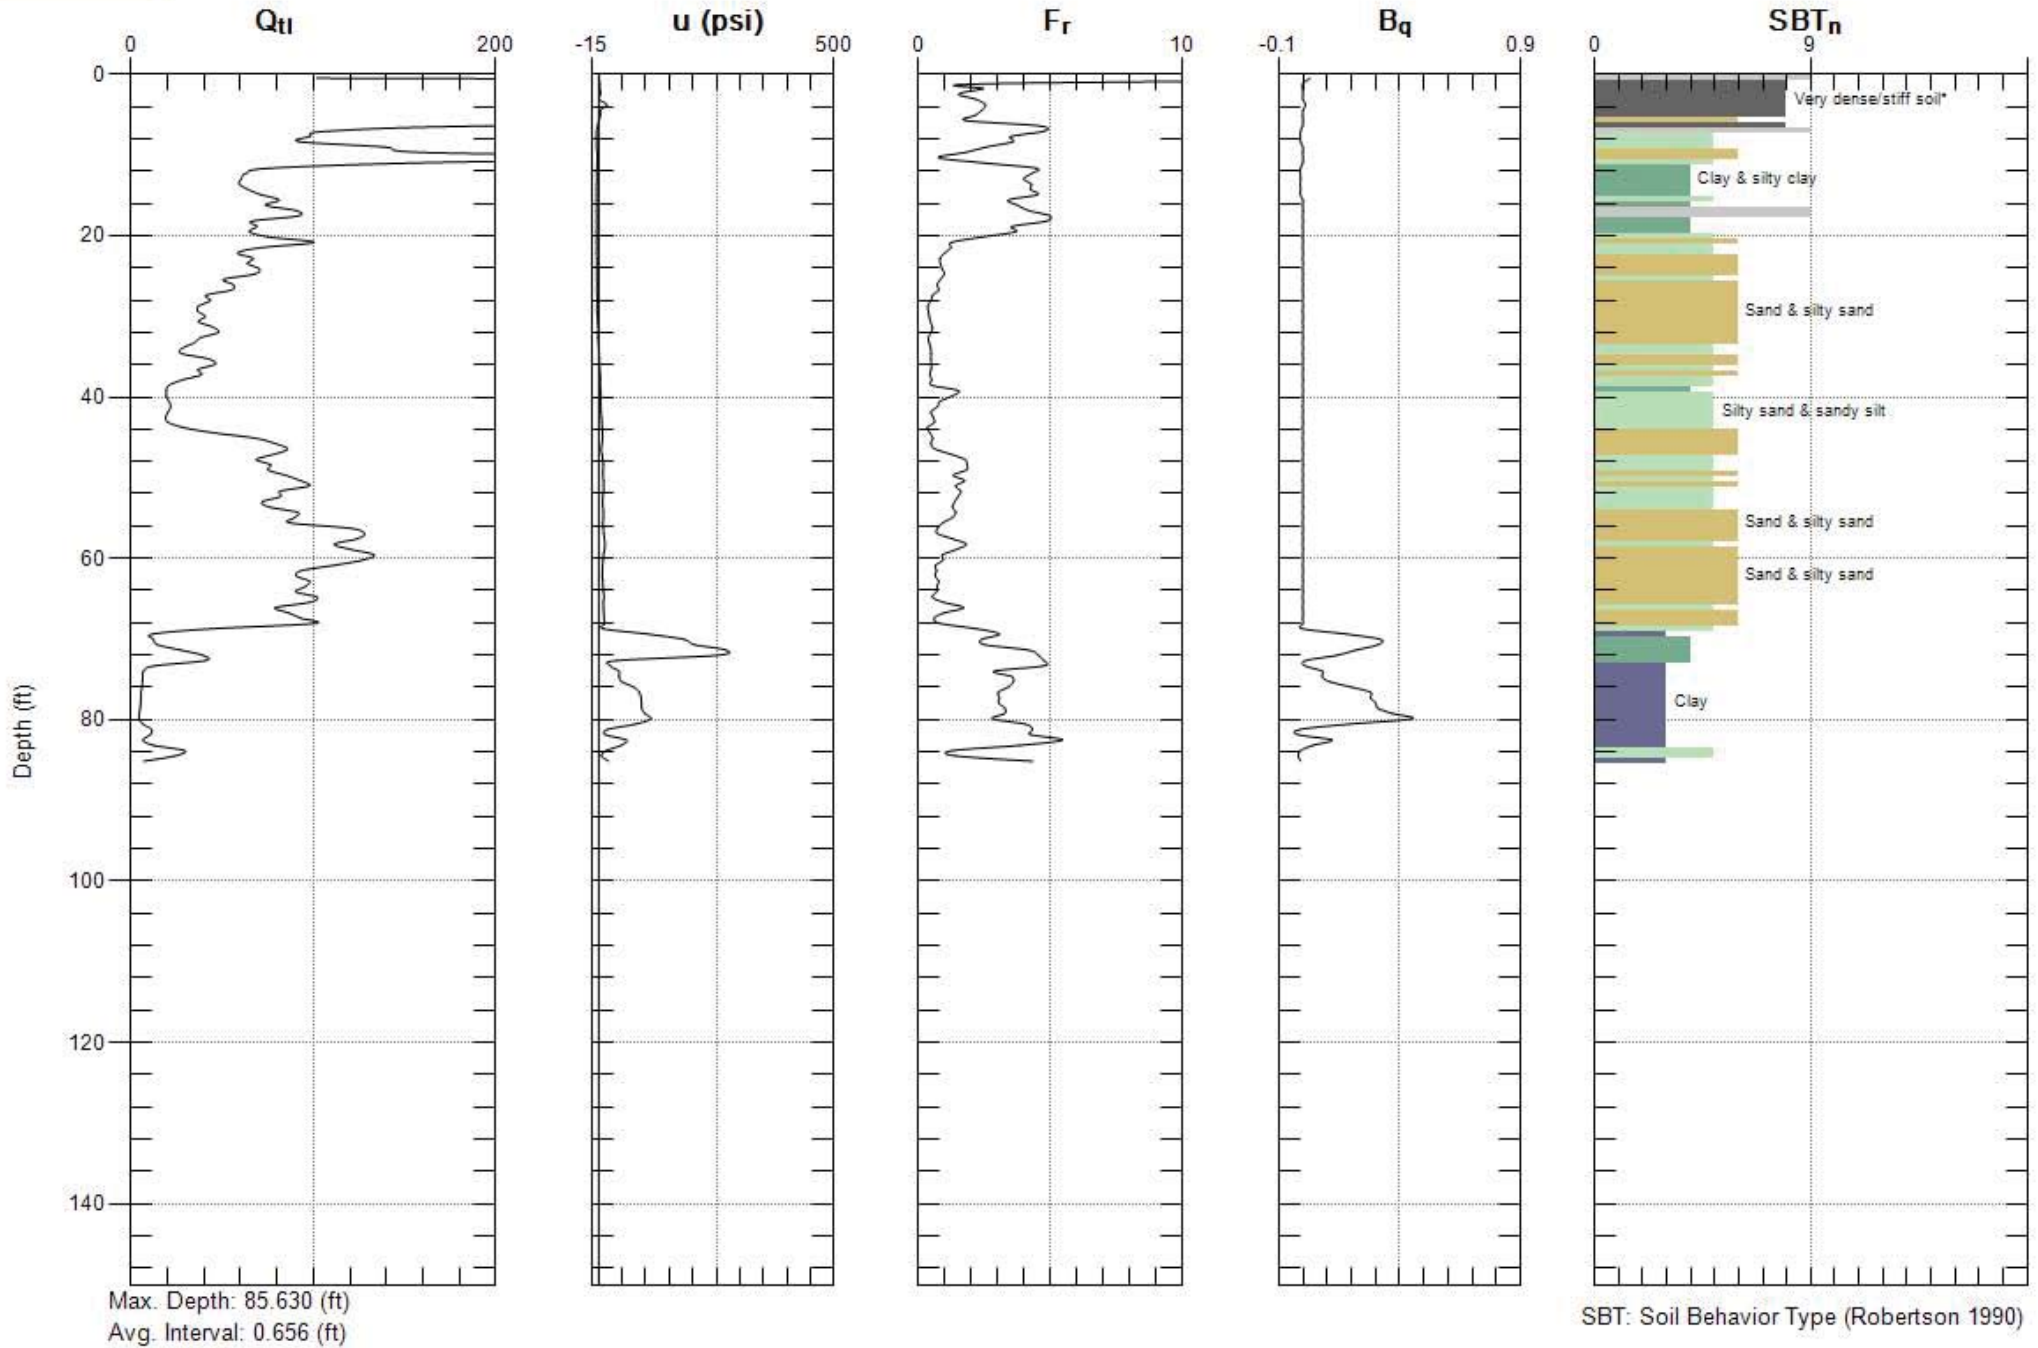 Qtl
u (psi)
Fr
Bq
SBTn
0 200
-15 500
0 10
-0.1 0.9
0 9
0
20
40
60
80
100
120
140
Depth (ft)
Very dense/stiff soil*
Clay & silty clay
Sand & silty sand
Silty sand & sandy silt
Sand & silty sand
Sand & silty sand
Clay
Max. Depth: 85.630 (ft)
Avg. Interval: 0.656 (ft)
SBT: Soil Behavior Type (Robertson 1990)